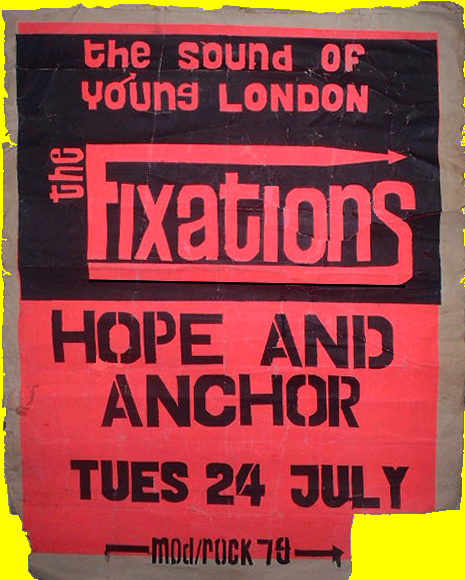 the sound of
young LONDON
the
Fixations
HOPE AND
ANCHOR
TUES 24 JULY
mod/rock 79